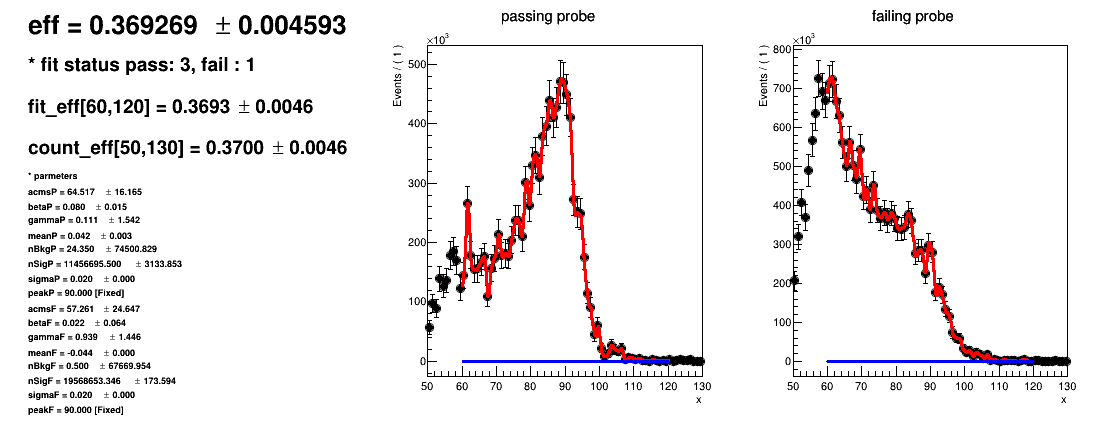 eff = 0.369269 ± 0.004593
* fit status pass: 3, fail : 1
fit_eff[60,120] = 0.3693 ± 0.0046
count_eff[50,130] = 0.3700 ± 0.0046
* parmeters
acmsP = 64.517 ± 16.165
betaP = 0.080 ± 0.015
gammaP = 0.111 ± 1.542
meanP = 0.042 ± 0.003
nBkgP = 24.350 ± 74500.829
nSigP = 11456695.500 ± 3133.853
sigmaP = 0.020 ± 0.000
peakP = 90.000 [Fixed]
acmsF = 57.261 ± 24.647
betaF = 0.022 ± 0.064
gammaF = 0.939 ± 1.446
meanF = -0.044 ± 0.000
nBkgF = 0.500 ± 67669.954
nSigF = 19568653.346 ± 173.594
sigmaF = 0.020 ± 0.000
peakF = 90.000 [Fixed]
passing probe
×10³
Events / ( 1 )
500
400
300
200
100
0
50 60 70 80 90 100 110 120 130
x
failing probe
×10³
Events / ( 1 )
800
700
600
500
400
300
200
100
0
50 60 70 80 90 100 110 120 130
x